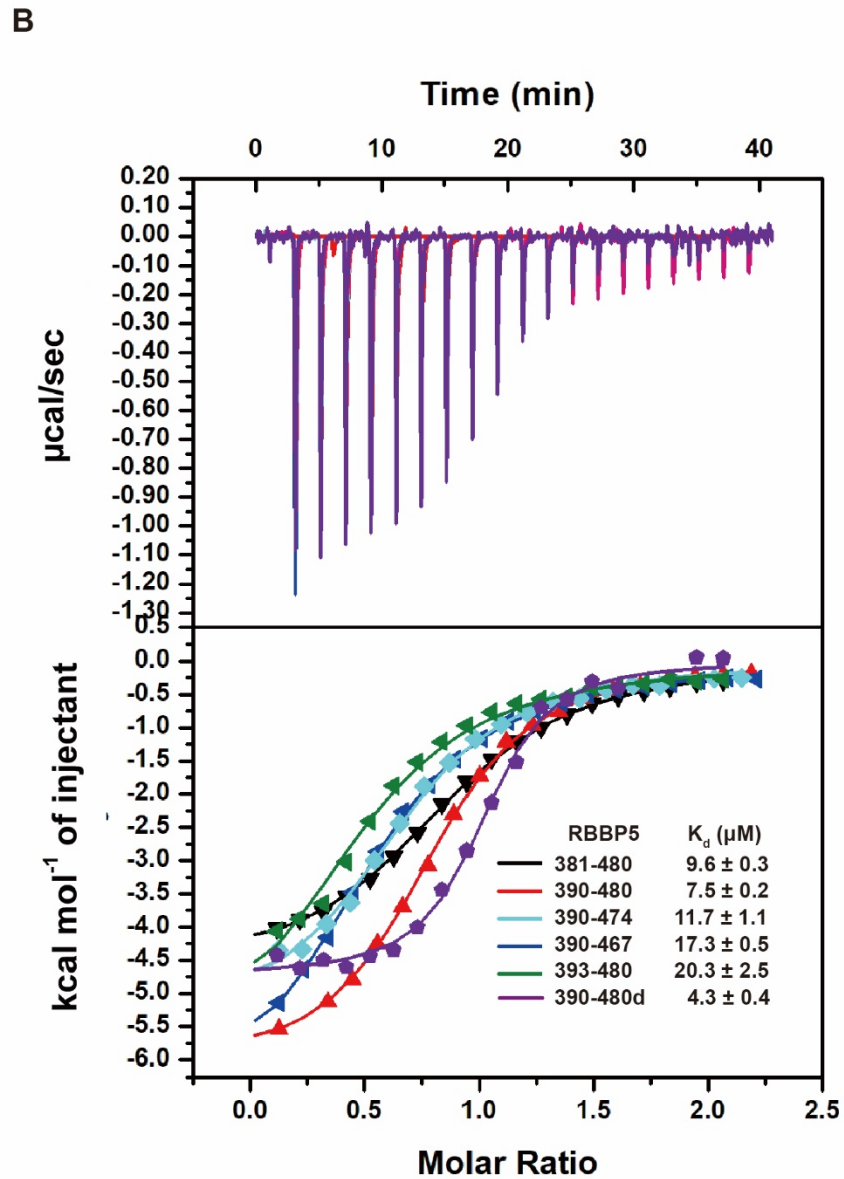 B
Time (min)
0 10 20 30 40
0.20
0.10
0.00
-0.10
-0.20
-0.30
-0.40
-0.50
-0.60
-0.70
-0.80
-0.90
-1.00
-1.10
-1.20
-1.30
µcal/sec
0.5
0.0
-0.5
-1.0
-1.5
-2.0
-2.5
-3.0
-3.5
-4.0
-4.5
-5.0
-5.5
-6.0
kcal mol⁻¹ of injectant
RBBP5 K_d (µM)
381-480 9.6 ± 0.3
390-480 7.5 ± 0.2
390-474 11.7 ± 1.1
390-467 17.3 ± 0.5
393-480 20.3 ± 2.5
390-480d 4.3 ± 0.4
0.0 0.5 1.0 1.5 2.0 2.5
Molar Ratio